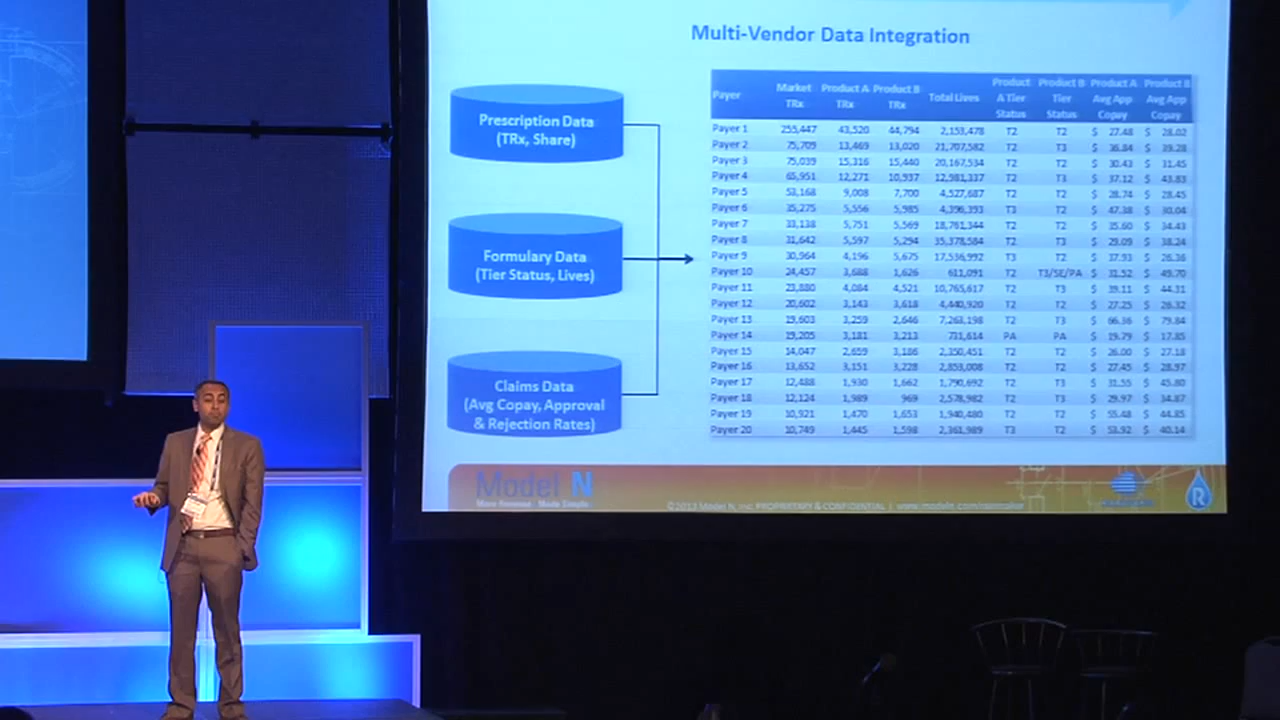 Multi-Vendor Data Integration
Prescription Data
(TRx, Share)
Formulary Data
(Tier Status, Lives)
Claims Data
(Avg Copay, Approval
& Rejection Rates)
Payer Market TRx Product A TRx Product B TRx Total Lives Product A Tier Status Product B Tier Status Product A Avg App Copay Product B Avg App Copay
Payer 1 255,447 43,520 44,794 2,153,478 T2 T2 $ 27.48 $ 28.02
Payer 2 75,709 13,469 13,020 21,707,582 T2 T3 $ 36.84 $ 39.28
Payer 3 75,039 15,316 15,440 20,167,534 T2 T2 $ 30.43 $ 31.45
Payer 4 65,951 12,271 10,937 12,981,337 T2 T3 $ 37.12 $ 43.83
Payer 5 53,168 9,008 7,700 4,527,687 T2 T2 $ 28.74 $ 28.45
Payer 6 35,275 5,556 5,985 4,396,393 T3 T2 $ 47.38 $ 30.04
Payer 7 33,138 5,751 5,569 18,761,344 T2 T2 $ 35.60 $ 34.43
Payer 8 31,642 5,597 5,294 35,378,584 T2 T3 $ 29.09 $ 38.24
Payer 9 30,964 4,196 5,675 17,536,992 T3 T2 $ 37.93 $ 26.36
Payer 10 24,457 3,688 1,626 611,091 T2 T3/SE/PA $ 31.52 $ 49.70
Payer 11 23,880 4,084 4,521 10,765,617 T2 T3 $ 39.11 $ 44.31
Payer 12 20,602 3,143 3,618 4,440,920 T2 T2 $ 27.25 $ 26.32
Payer 13 19,603 3,259 2,646 7,263,198 T2 T3 $ 66.36 $ 79.84
Payer 14 19,205 3,181 3,213 731,614 PA PA $ 19.79 $ 17.85
Payer 15 14,047 2,659 3,186 2,350,451 T2 T2 $ 26.00 $ 27.18
Payer 16 13,652 3,151 3,228 2,853,008 T2 T2 $ 27.45 $ 28.97
Payer 17 12,488 1,930 1,662 1,790,692 T2 T3 $ 31.55 $ 45.80
Payer 18 12,124 1,989 969 2,578,982 T2 T3 $ 29.97 $ 34.87
Payer 19 10,921 1,470 1,653 1,940,480 T2 T2 $ 55.48 $ 44.85
Payer 20 10,749 1,445 1,598 2,361,989 T3 T2 $ 53.92 $ 40.14
Model N
More Revenue. Made Simple.
©2013 Model N, Inc. PROPRIETARY & CONFIDENTIAL | www.modeln.com/rainmaker
R